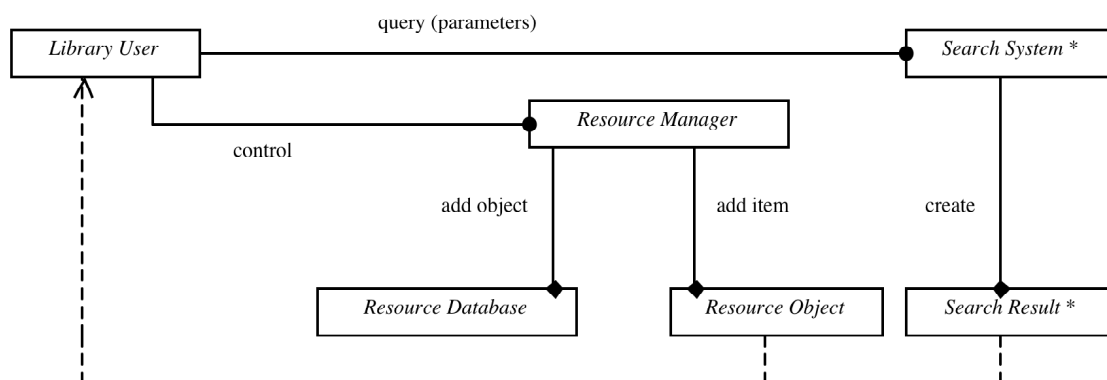 query (parameters)
Library User
Search System *
Resource Manager
control
add object
add item
create
Resource Database
Resource Object
Search Result *